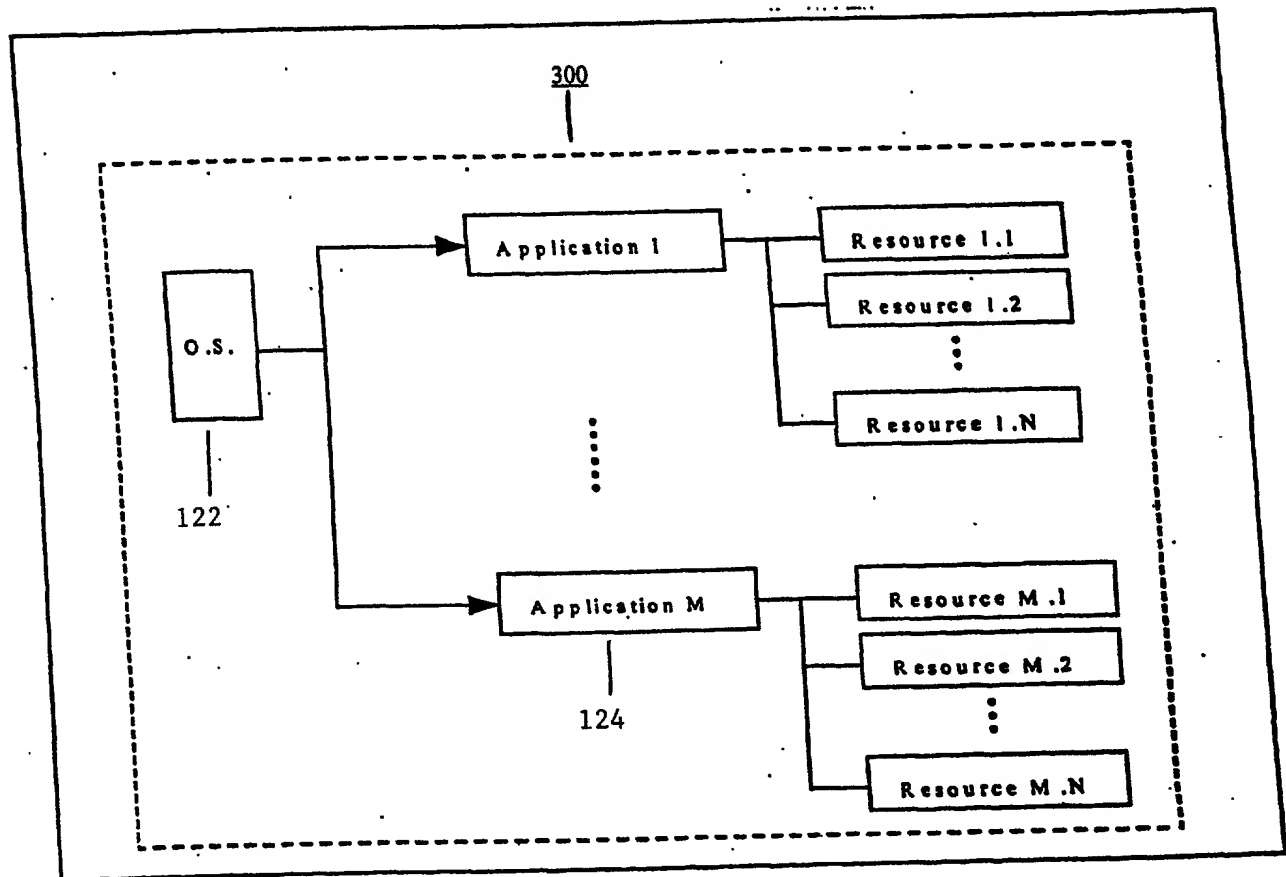 300
Application 1
Resource 1.1
Resource 1.2
O.S.
Resource 1.N
122
Application M
Resource M.1
Resource M.2
124
Resource M.N